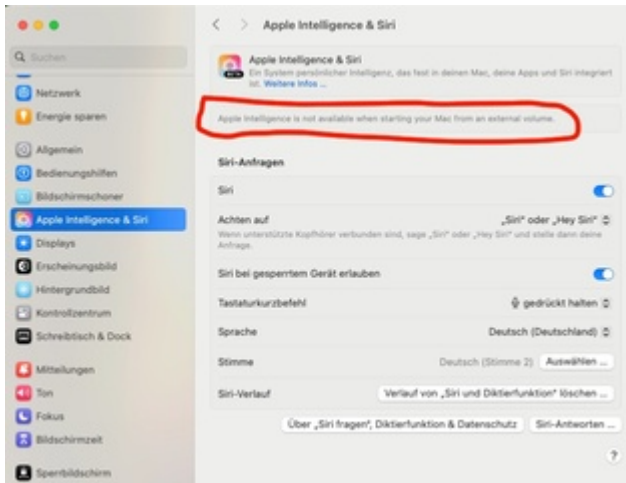 Apple Intelligence & Siri
Suchen
Apple Intelligence & Siri
Ein System persönlicher Intelligenz, das fest in deinen Mac, deine Apps und Siri integriert
ist. Weitere Infos ...
Netzwerk
Energie sparen
Apple Intelligence is not available when starting your Mac from an external volume.
Allgemein
Bedienungshilfen
Bildschirmschoner
Apple Intelligence & Siri
Displays
Erscheinungsbild
Hintergrundbild
Kontrollzentrum
Schreibtisch & Dock
Mitteilungen
Ton
Fokus
Bildschirmzeit
Sperrbildschirm
Siri-Anfragen
Siri
Achten auf „Siri“ oder „Hey Siri“
Wenn unterstützte Kopfhörer verbunden sind, sage „Siri“ oder „Hey Siri“ und stelle dann deine
Anfrage.
Siri bei gesperrtem Gerät erlauben
Tastaturkurzbefehl gedrückt halten
Sprache Deutsch (Deutschland)
Stimme Deutsch (Stimme 2) Auswählen ...
Siri-Verlauf Verlauf von „Siri und Diktierfunktion“ löschen ...
Über „Siri fragen“, Diktierfunktion & Datenschutz Siri-Antworten ...
?